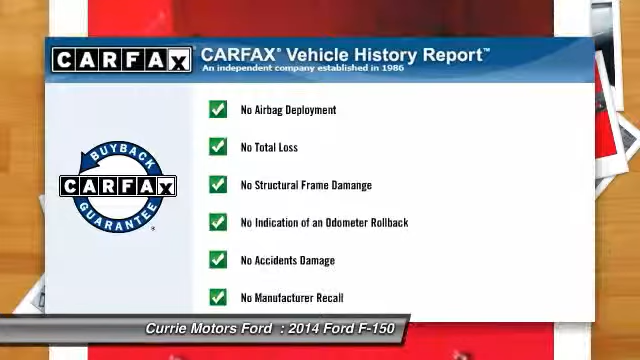 CARFAX® CARFAX® Vehicle History Report™
An independent company established in 1986
No Airbag Deployment
No Total Loss
BUYBACK
CARFAX
GUARANTEE®
No Structural Frame Damange
No Indication of an Odometer Rollback
No Accidents Damage
No Manufacturer Recall
Currie Motors Ford : 2014 Ford F-150